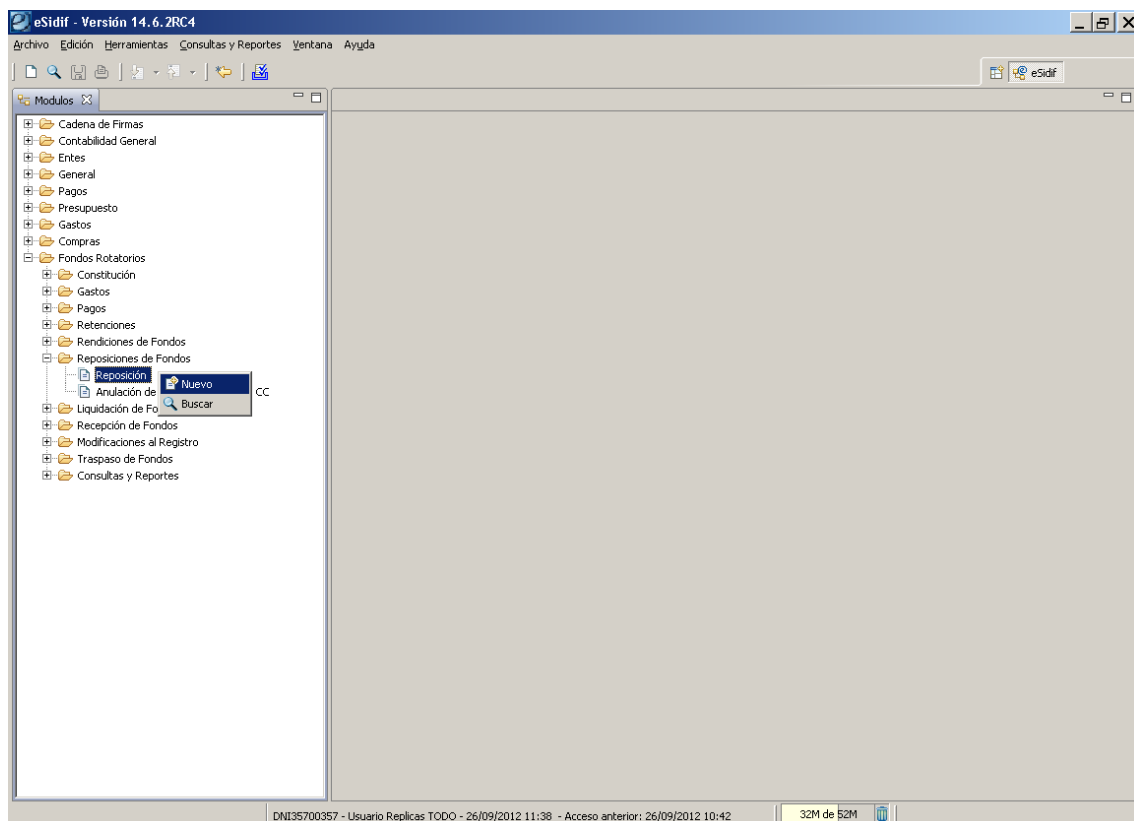 eSidif - Versión 14.6.2RC4
Archivo Edición Herramientas Consultas y Reportes Ventana Ayuda
eSidif
Modulos
Cadena de Firmas
Contabilidad General
Entes
General
Pagos
Presupuesto
Gastos
Compras
Fondos Rotatorios
Constitución
Gastos
Pagos
Retenciones
Rendiciones de Fondos
Reposiciones de Fondos
Reposición
Nuevo
Anulación de CC
Buscar
Liquidación de Fo
Recepción de Fondos
Modificaciones al Registro
Traspaso de Fondos
Consultas y Reportes
DNI35700357 - Usuario Replicas TODO - 26/09/2012 11:38 - Acceso anterior: 26/09/2012 10:42
32M de 52M